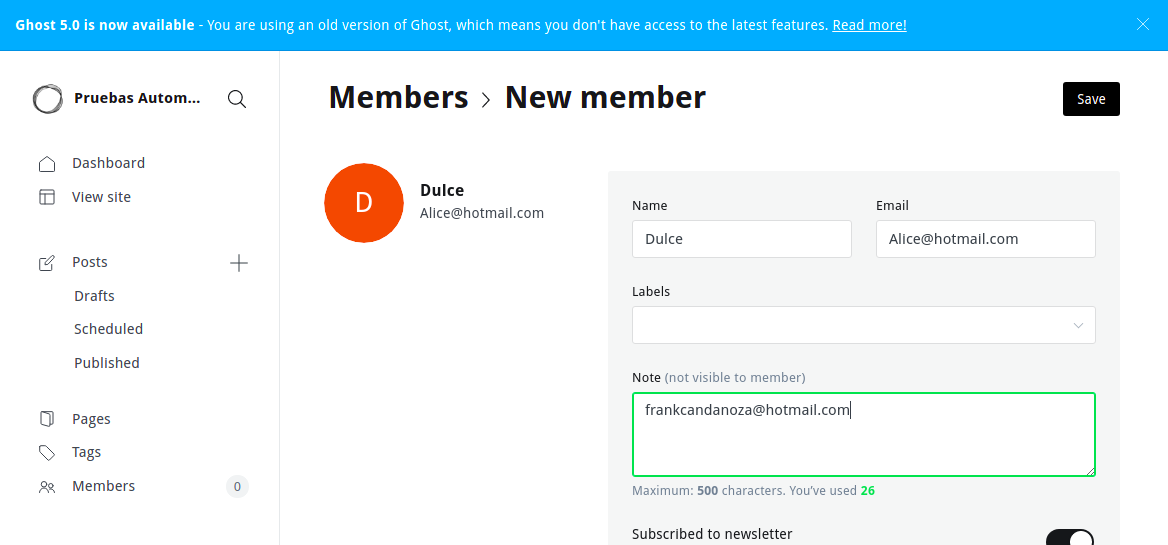 Ghost 5.0 is now available - You are using an old version of Ghost, which means you don't have access to the latest features. Read more!
Pruebas Autom...
Dashboard
View site
Posts
Drafts
Scheduled
Published
Pages
Tags
Members 0
Members > New member
Save
D
Dulce
Alice@hotmail.com
Name
Dulce
Email
Alice@hotmail.com
Labels
Note (not visible to member)
frankcandanoza@hotmail.com
Maximum: 500 characters. You've used 26
Subscribed to newsletter